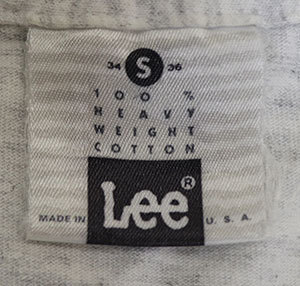 34 S 36
100%
HEAVY
WEIGHT
COTTON
MADE IN Lee® U.S.A.